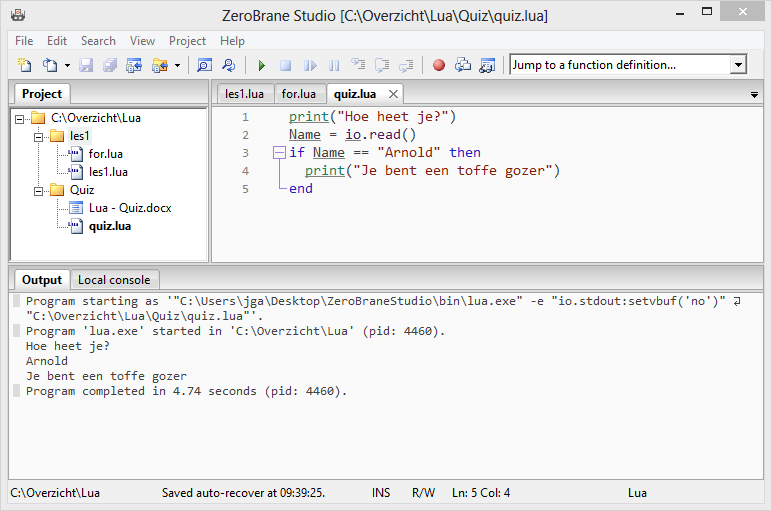 ZeroBrane Studio [C:\Overzicht\Lua\Quiz\quiz.lua]
File Edit Search View Project Help
Jump to a function definition...
Project
C:\Overzicht\Lua
les1
for.lua
les1.lua
Quiz
Lua - Quiz.docx
quiz.lua
les1.lua for.lua quiz.lua
1 print("Hoe heet je?")
2 Name = io.read()
3 if Name == "Arnold" then
4 print("Je bent een toffe gozer")
5 end
Output Local console
Program starting as '"C:\Users\jga\Desktop\ZeroBraneStudio\bin\lua.exe" -e "io.stdout:setvbuf('no')"
"C:\Overzicht\Lua\Quiz\quiz.lua"'.
Program 'lua.exe' started in 'C:\Overzicht\Lua' (pid: 4460).
Hoe heet je?
Arnold
Je bent een toffe gozer
Program completed in 4.74 seconds (pid: 4460).
C:\Overzicht\Lua Saved auto-recover at 09:39:25. INS R/W Ln: 5 Col: 4 Lua